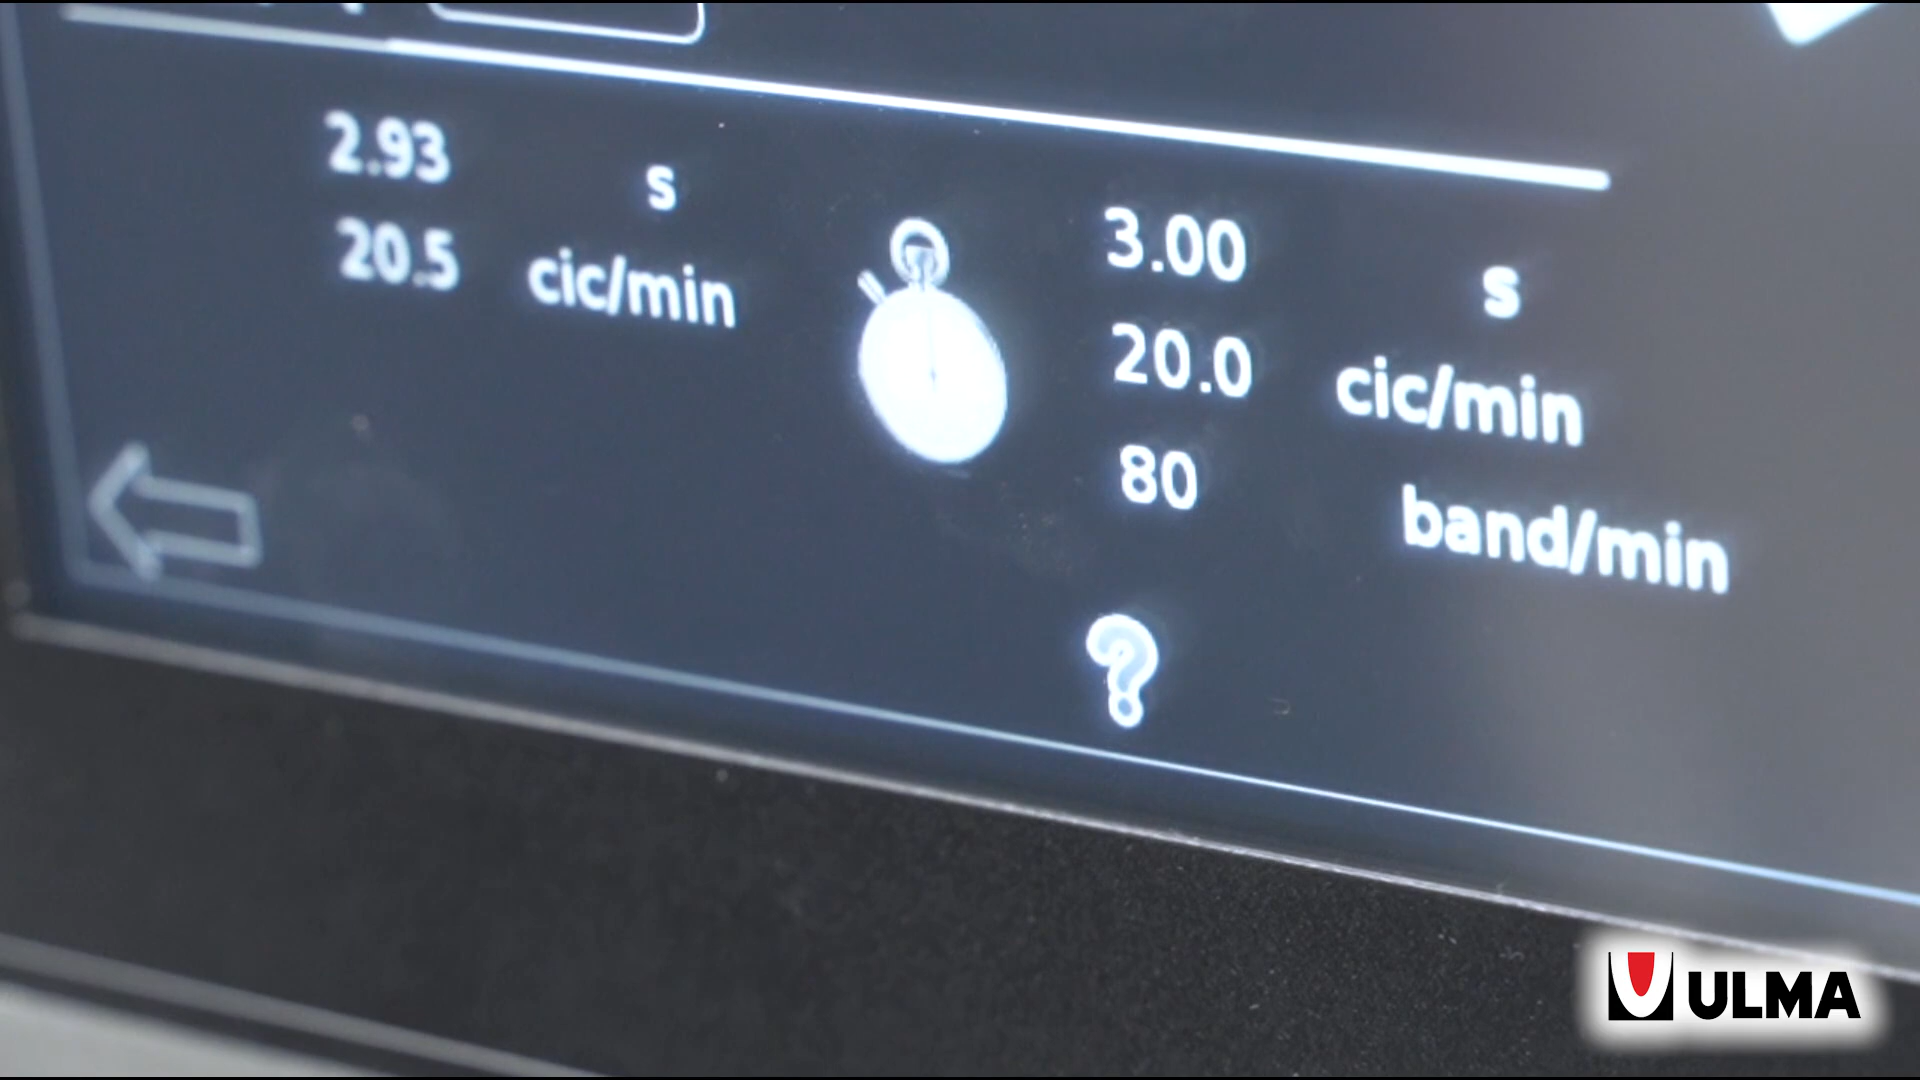 2.93 s
20.5 cic/min
3.00 s
20.0 cic/min
80 band/min
?
ULMA